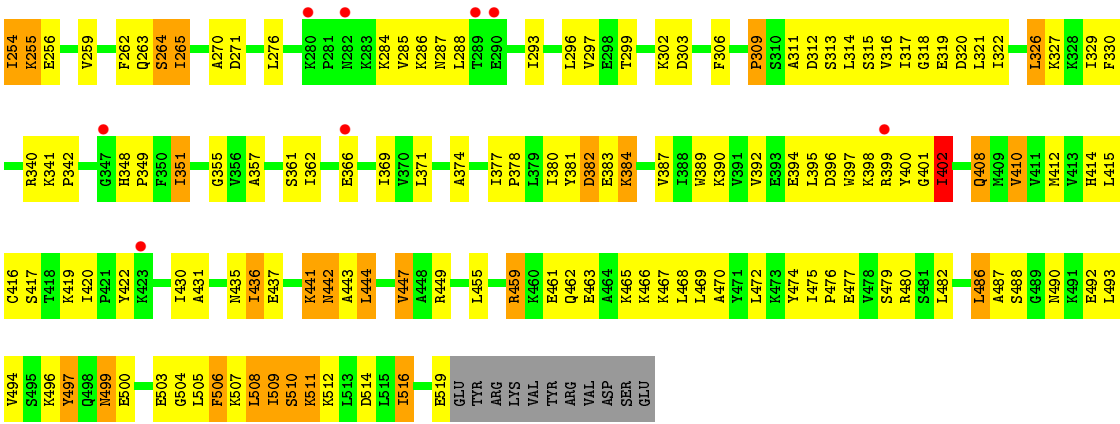 I254 K255 E256 V259 F262 Q263 S264 I265 A270 D271 L276 K280 P281 N282 K283 K284 V285 K286 N287 L288 T289 E290 I293 L296 V297 E298 T299 K302 D303 F306 P309 S310 A311 D312 S313 L314 S315 V316 I317 G318 E319 D320 L321 I322 L326 K327 K328 I329 F330
R340 K341 P342 G347 H348 P349 F350 I351 G355 V356 A357 S361 I362 E366 I369 V370 L371 A374 I377 P378 L379 I380 Y381 D382 E383 K384 V387 I388 W389 K390 V391 V392 E393 E394 L395 D396 W397 K398 R399 Y400 G401 I402 Q408 M409 V410 V411 M412 V413 H414 L415
C416 S417 T418 K419 I420 P421 Y422 K423 I430 A431 N435 I436 E437 K441 N442 A443 L444 V447 A448 R449 L455 R459 K460 E461 Q462 E463 A464 K465 K466 K467 L468 L469 A470 Y471 L472 K473 Y474 I475 P476 E477 V478 S479 R480 S481 L482 L486 A487 S488 G489 N490 K491 E492 L493
V494 S495 K496 Y497 Q498 N499 E500 E503 G504 L505 F506 K507 L508 I509 S510 K511 K512 L513 D514 L515 I516 E519 GLU TYR ARG LYS VAL TYR ARG VAL ASP SER GLU